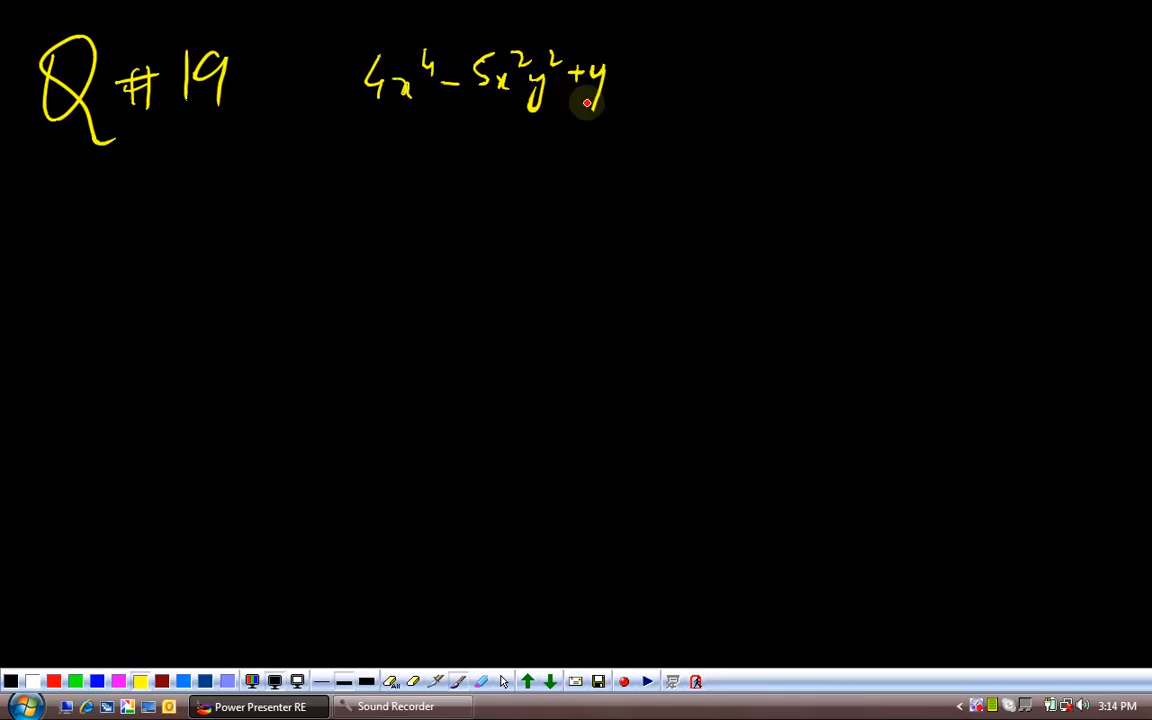 Q # 19 4x⁴ - 5x²y² + y
Power Presenter RE Sound Recorder 3:14 PM